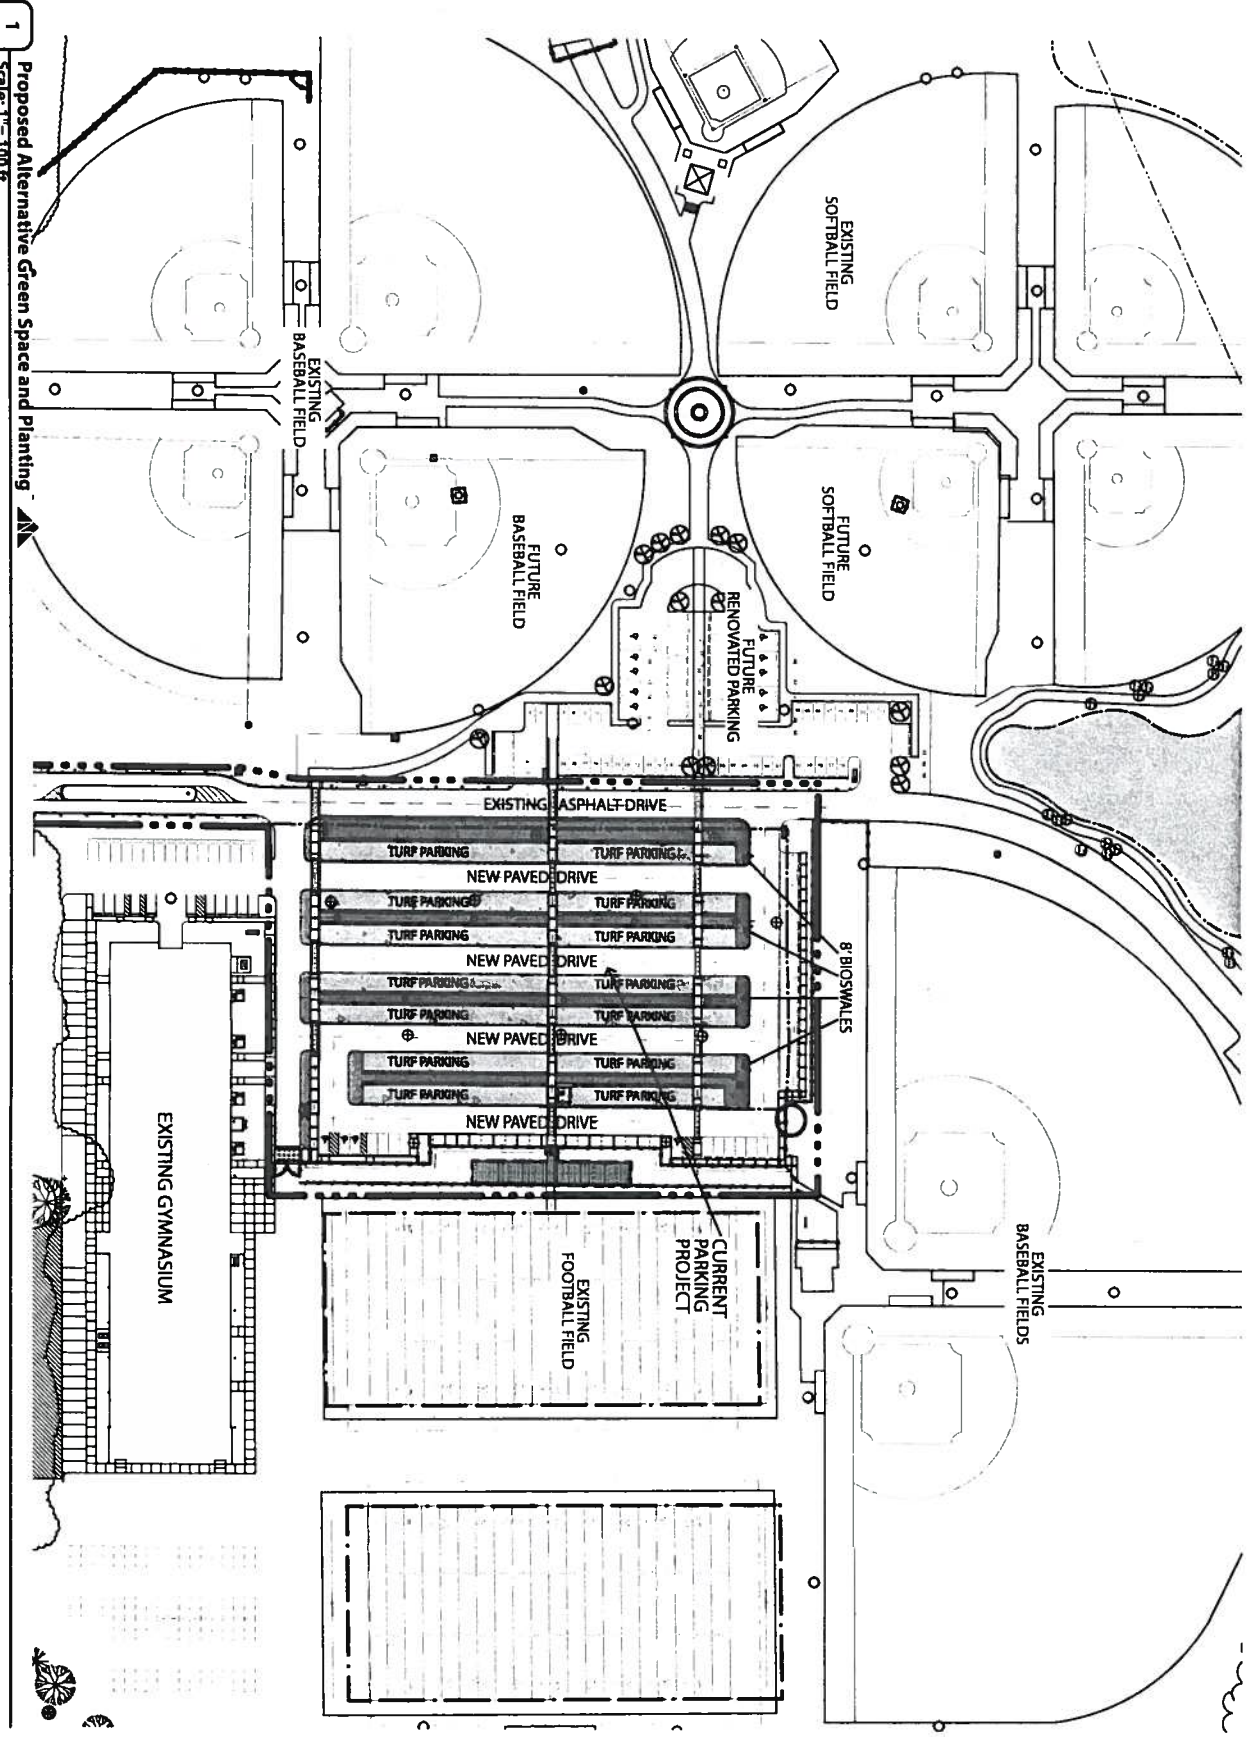 1
Proposed Alternative Green Space and Planting
Scale: 1" = 100 ft
EXISTING
SOFTBALL FIELD
EXISTING
BASEBALL FIELD
FUTURE
BASEBALL FIELD
FUTURE
SOFTBALL FIELD
FUTURE
RENOVATED PARKING
EXISTING ASPHALT DRIVE
TURF PARKING
TURF PARKING
NEW PAVED DRIVE
TURF PARKING
TURF PARKING
TURF PARKING
TURF PARKING
NEW PAVED DRIVE
TURF PARKING
TURF PARKING
TURF PARKING
TURF PARKING
NEW PAVED DRIVE
TURF PARKING
TURF PARKING
TURF PARKING
TURF PARKING
NEW PAVED DRIVE
8' BIOSWALES
EXISTING GYMNASIUM
CURRENT
PARKING
PROJECT
EXISTING
FOOTBALL FIELD
EXISTING
BASEBALL FIELDS